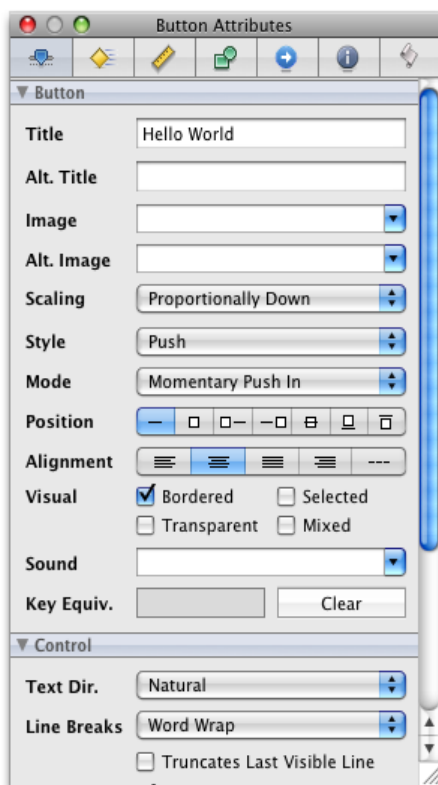 Button Attributes
Button
Title Hello World
Alt. Title
Image
Alt. Image
Scaling Proportionally Down
Style Push
Mode Momentary Push In
Position
Alignment
Visual Bordered Selected
Transparent Mixed
Sound
Key Equiv. Clear
Control
Text Dir. Natural
Line Breaks Word Wrap
Truncates Last Visible Line